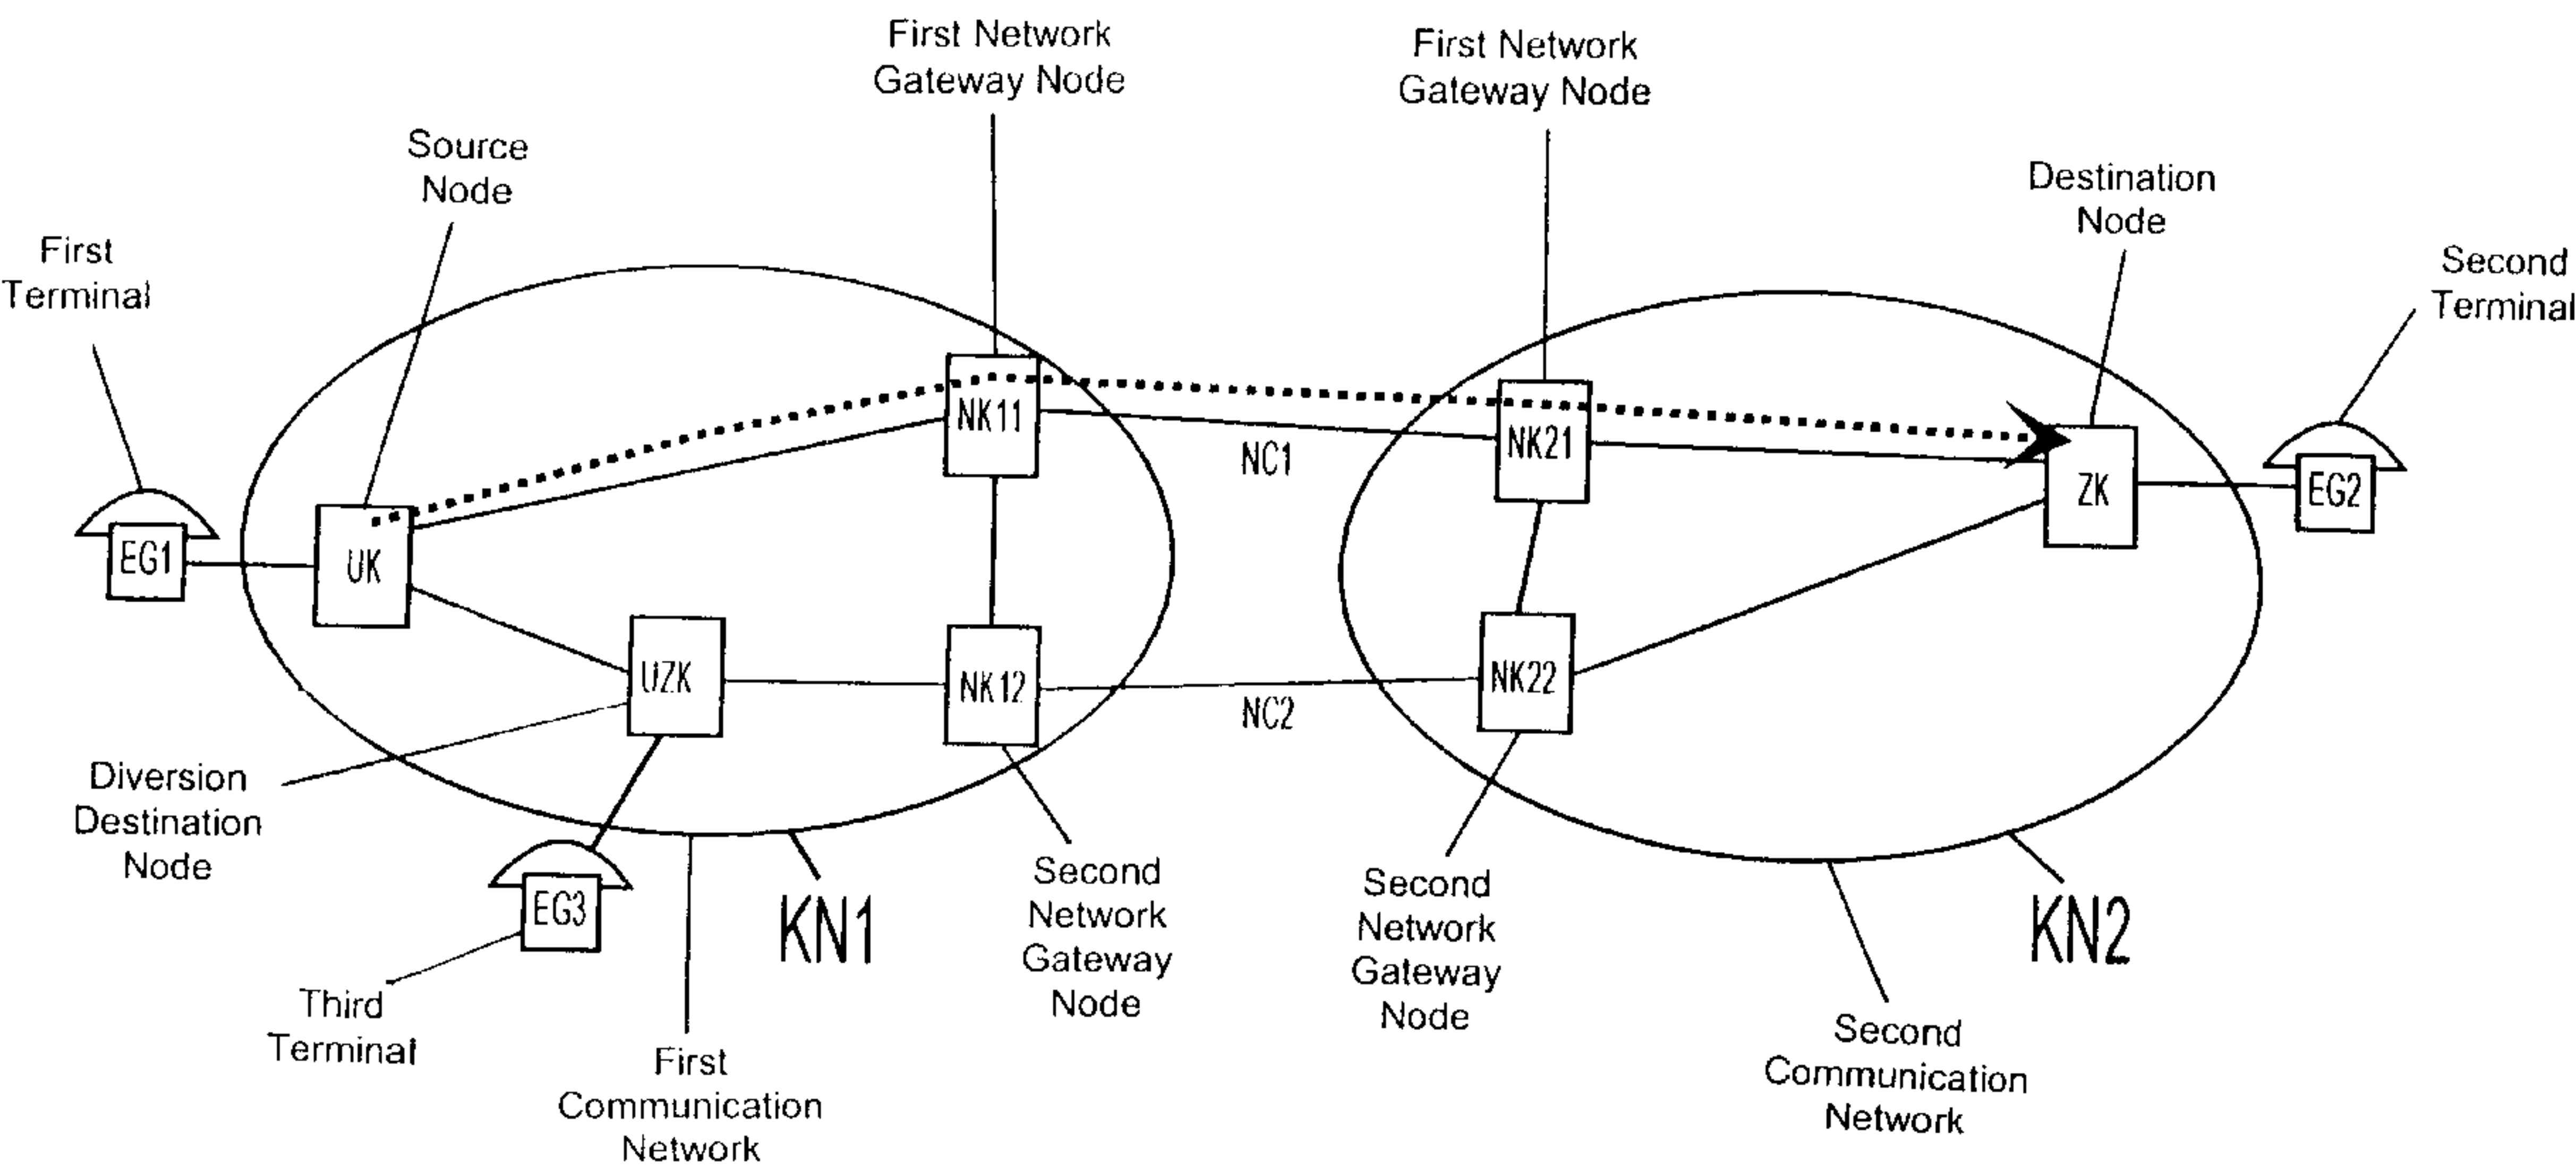 First Network
Gateway Node
First Network
Gateway Node
Source
Node
Destination
Node
First
Terminal
Second
Terminal
NK11
NK21
NC1
ZK
EG2
EG1
UK
UZK
NK12
NK22
NC2
Diversion
Destination
Node
EG3
KN1
Second
Network
Gateway
Node
Second
Network
Gateway
Node
KN2
Third
Terminal
First
Communication
Network
Second
Communication
Network